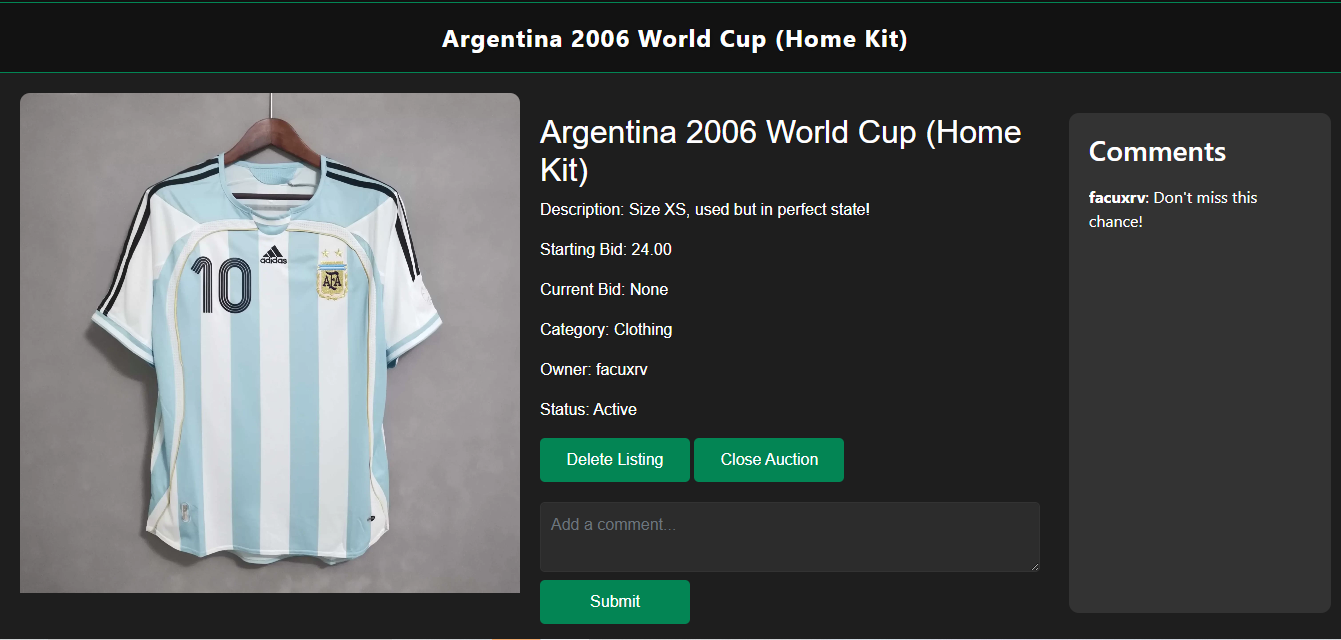 Argentina 2006 World Cup (Home Kit)
10
adidas
AFA
Argentina 2006 World Cup (Home
Kit)
Description: Size XS, used but in perfect state!
Starting Bid: 24.00
Current Bid: None
Category: Clothing
Owner: facuxrv
Status: Active
Delete Listing
Close Auction
Add a comment...
Submit
Comments
facuxrv: Don't miss this
chance!